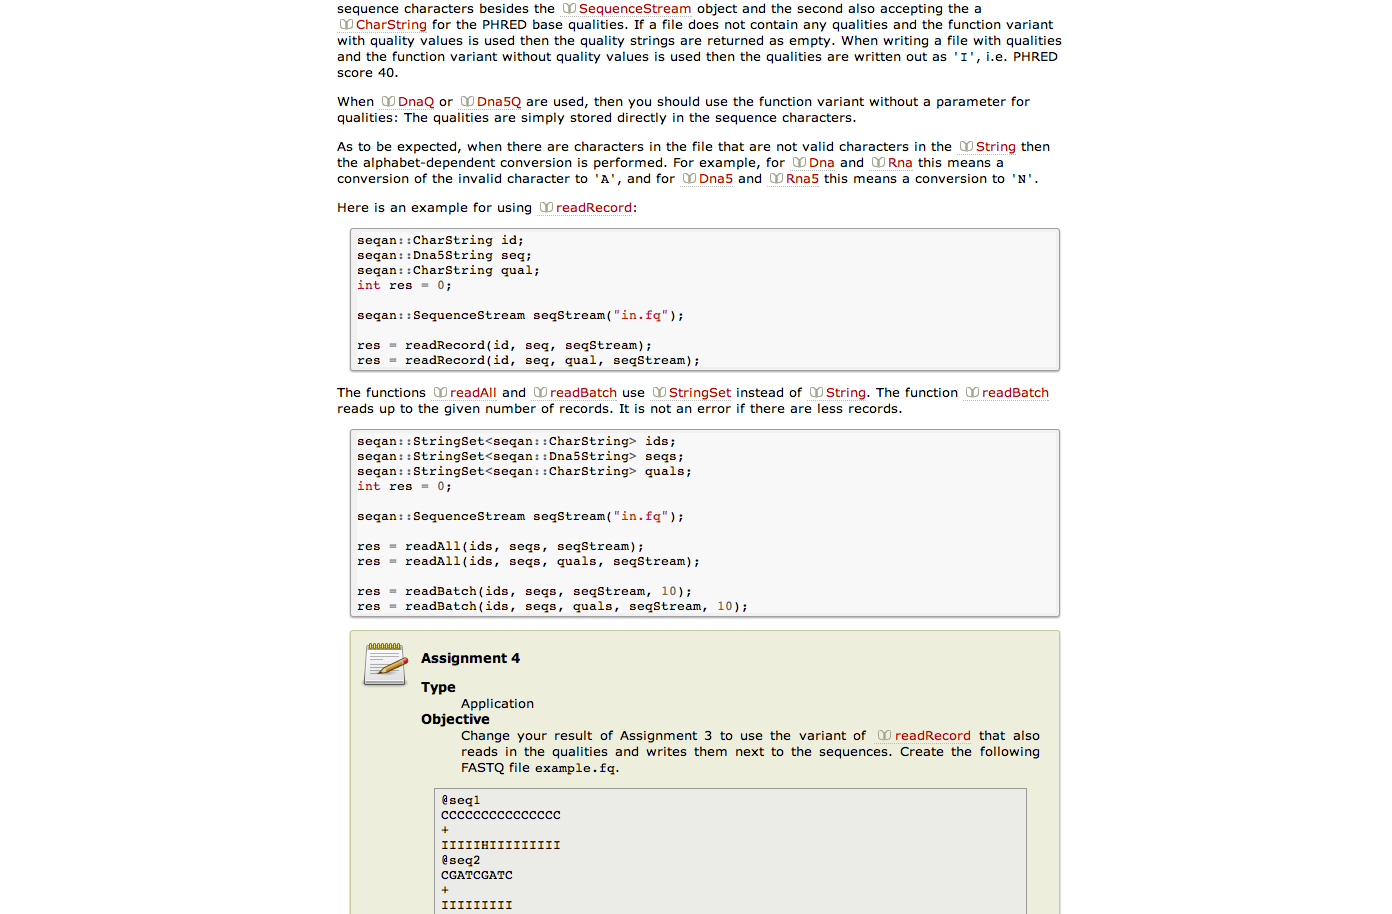 sequence characters besides the SequenceStream object and the second also accepting the a
CharString for the PHRED base qualities. If a file does not contain any qualities and the function variant
with quality values is used then the quality strings are returned as empty. When writing a file with qualities
and the function variant without quality values is used then the qualities are written out as 'I', i.e. PHRED
score 40.
When DnaQ or Dna5Q are used, then you should use the function variant without a parameter for
qualities: The qualities are simply stored directly in the sequence characters.
As to be expected, when there are characters in the file that are not valid characters in the String then
the alphabet-dependent conversion is performed. For example, for Dna and Rna this means a
conversion of the invalid character to 'A', and for Dna5 and Rna5 this means a conversion to 'N'.
Here is an example for using readRecord:
seqan::CharString id;
seqan::Dna5String seq;
seqan::CharString qual;
int res = 0;
seqan::SequenceStream seqStream("in.fq");
res = readRecord(id, seq, seqStream);
res = readRecord(id, seq, qual, seqStream);
The functions readAll and readBatch use StringSet instead of String. The function readBatch
reads up to the given number of records. It is not an error if there are less records.
seqan::StringSet<seqan::CharString> ids;
seqan::StringSet<seqan::Dna5String> seqs;
seqan::StringSet<seqan::CharString> quals;
int res = 0;
seqan::SequenceStream seqStream("in.fq");
res = readAll(ids, seqs, seqStream);
res = readAll(ids, seqs, quals, seqStream);
res = readBatch(ids, seqs, seqStream, 10);
res = readBatch(ids, seqs, quals, seqStream, 10);
Assignment 4
Type
Application
Objective
Change your result of Assignment 3 to use the variant of readRecord that also
reads in the qualities and writes them next to the sequences. Create the following
FASTQ file example.fq.
@seq1
CCCCCCCCCCCCCCC
+
IIIIIHIIIIIIIII
@seq2
CGATCGATC
+
IIIIIIIII